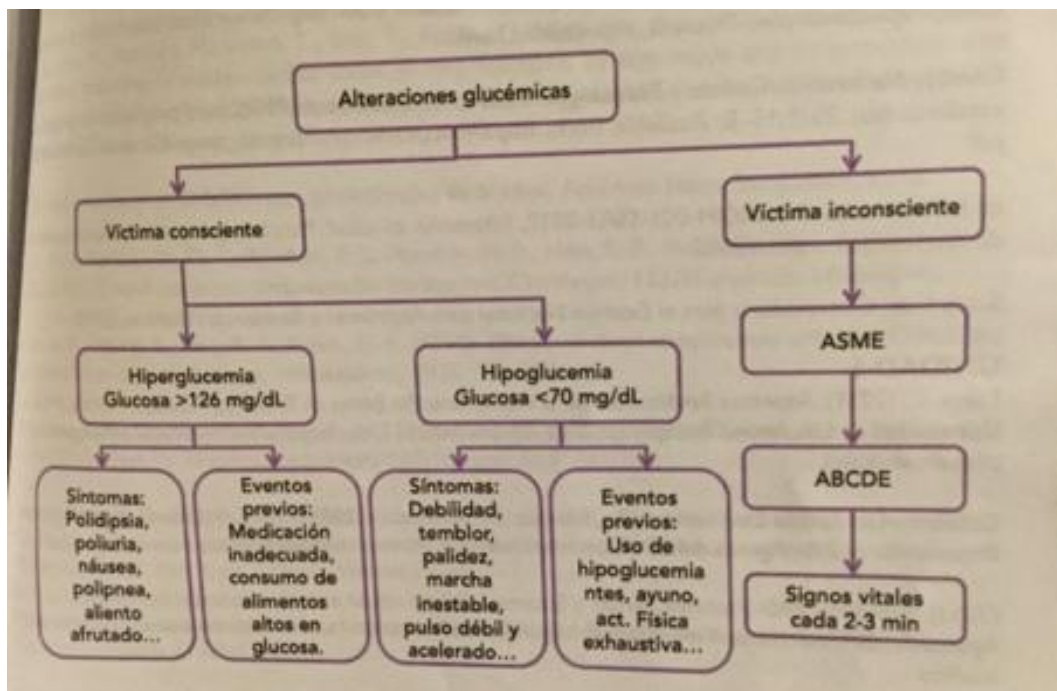 Alteraciones glucémicas
Víctima consciente
Víctima inconsciente
Hiperglucemia
Glucosa >126 mg/dL
Hipoglucemia
Glucosa <70 mg/dL
ASME
ABCDE
Síntomas:
Polidipsia,
poliuria,
náusea,
polipnea,
aliento
afrutado...
Eventos
previos:
Medicación
inadecuada,
consumo de
alimentos
altos en
glucosa.
Síntomas:
Debilidad,
temblor,
palidez,
marcha
inestable,
pulso débil y
acelerado...
Eventos
previos:
Uso de
hipoglucemia
ntes, ayuno,
act. Física
exhaustiva...
Signos vitales
cada 2-3 min